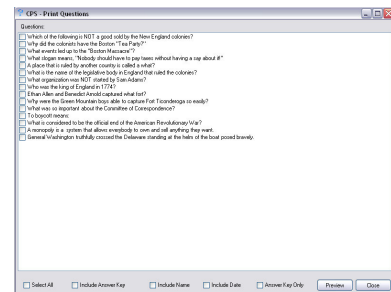 CPS - Print Questions
Questions:
Which of the following is NOT a good sold by the New England colonies?
Why did the colonists have the Boston "Tea Party?"
What events led up to the "Boston Massacre"?
What slogan means, "Nobody should have to pay taxes without having a say about it!"
A place that is ruled by another country is called a what?
What is the name of the legislative body in England that ruled the colonies?
What organization was NOT started by Sam Adams?
Who was the king of England in 1774?
Ethan Allen and Benedict Arnold captured what fort?
Why were the Green Mountain boys able to capture Fort Ticonderoga so easily?
What was so important about the Committee of Correspondence?
To boycott means:
What is considered to be the official end of the American Revolutionary War?
A monopoly is a system that allows everybody to own and sell anything they want.
General Washington truthfully crossed the Delaware standing at the helm of the boat posed bravely.
Select All Include Answer Key Include Name Include Date Answer Key Only Preview Close